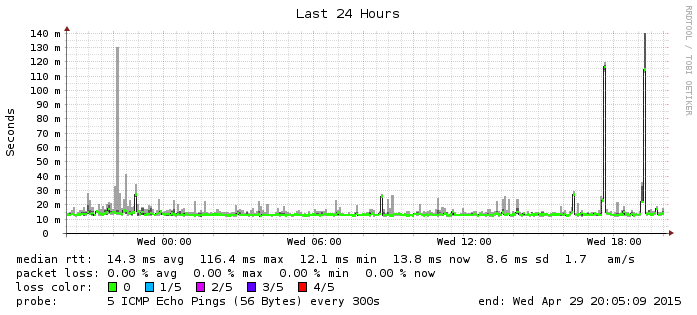 Last 24 Hours
RRDTOOL / TOBI OETIKER
Seconds
140 m
130 m
120 m
110 m
100 m
90 m
80 m
70 m
60 m
50 m
40 m
30 m
20 m
10 m
0
Wed 00:00 Wed 06:00 Wed 12:00 Wed 18:00
median rtt: 14.3 ms avg 116.4 ms max 12.1 ms min 13.8 ms now 8.6 ms sd 1.7 am/s
packet loss: 0.00 % avg 0.00 % max 0.00 % min 0.00 % now
loss color: 0 1/5 2/5 3/5 4/5
probe: 5 ICMP Echo Pings (56 Bytes) every 300s end: Wed Apr 29 20:05:09 2015